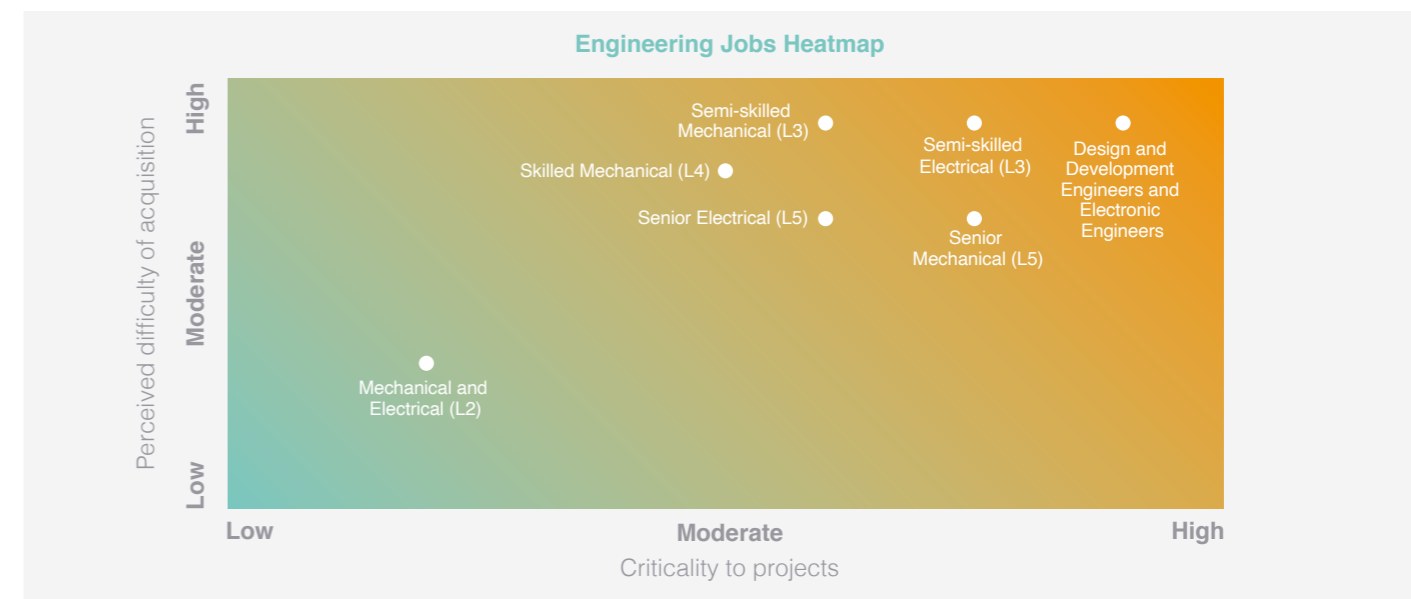 Engineering Jobs Heatmap
Perceived difficulty of acquisition
High
Moderate
Low
Semi-skilled
Mechanical (L3)
Skilled Mechanical (L4)
Senior Electrical (L5)
Semi-skilled
Electrical (L3)
Senior
Mechanical (L5)
Design and
Development
Engineers and
Electronic
Engineers
Mechanical and
Electrical (L2)
Low
Moderate
High
Criticality to projects